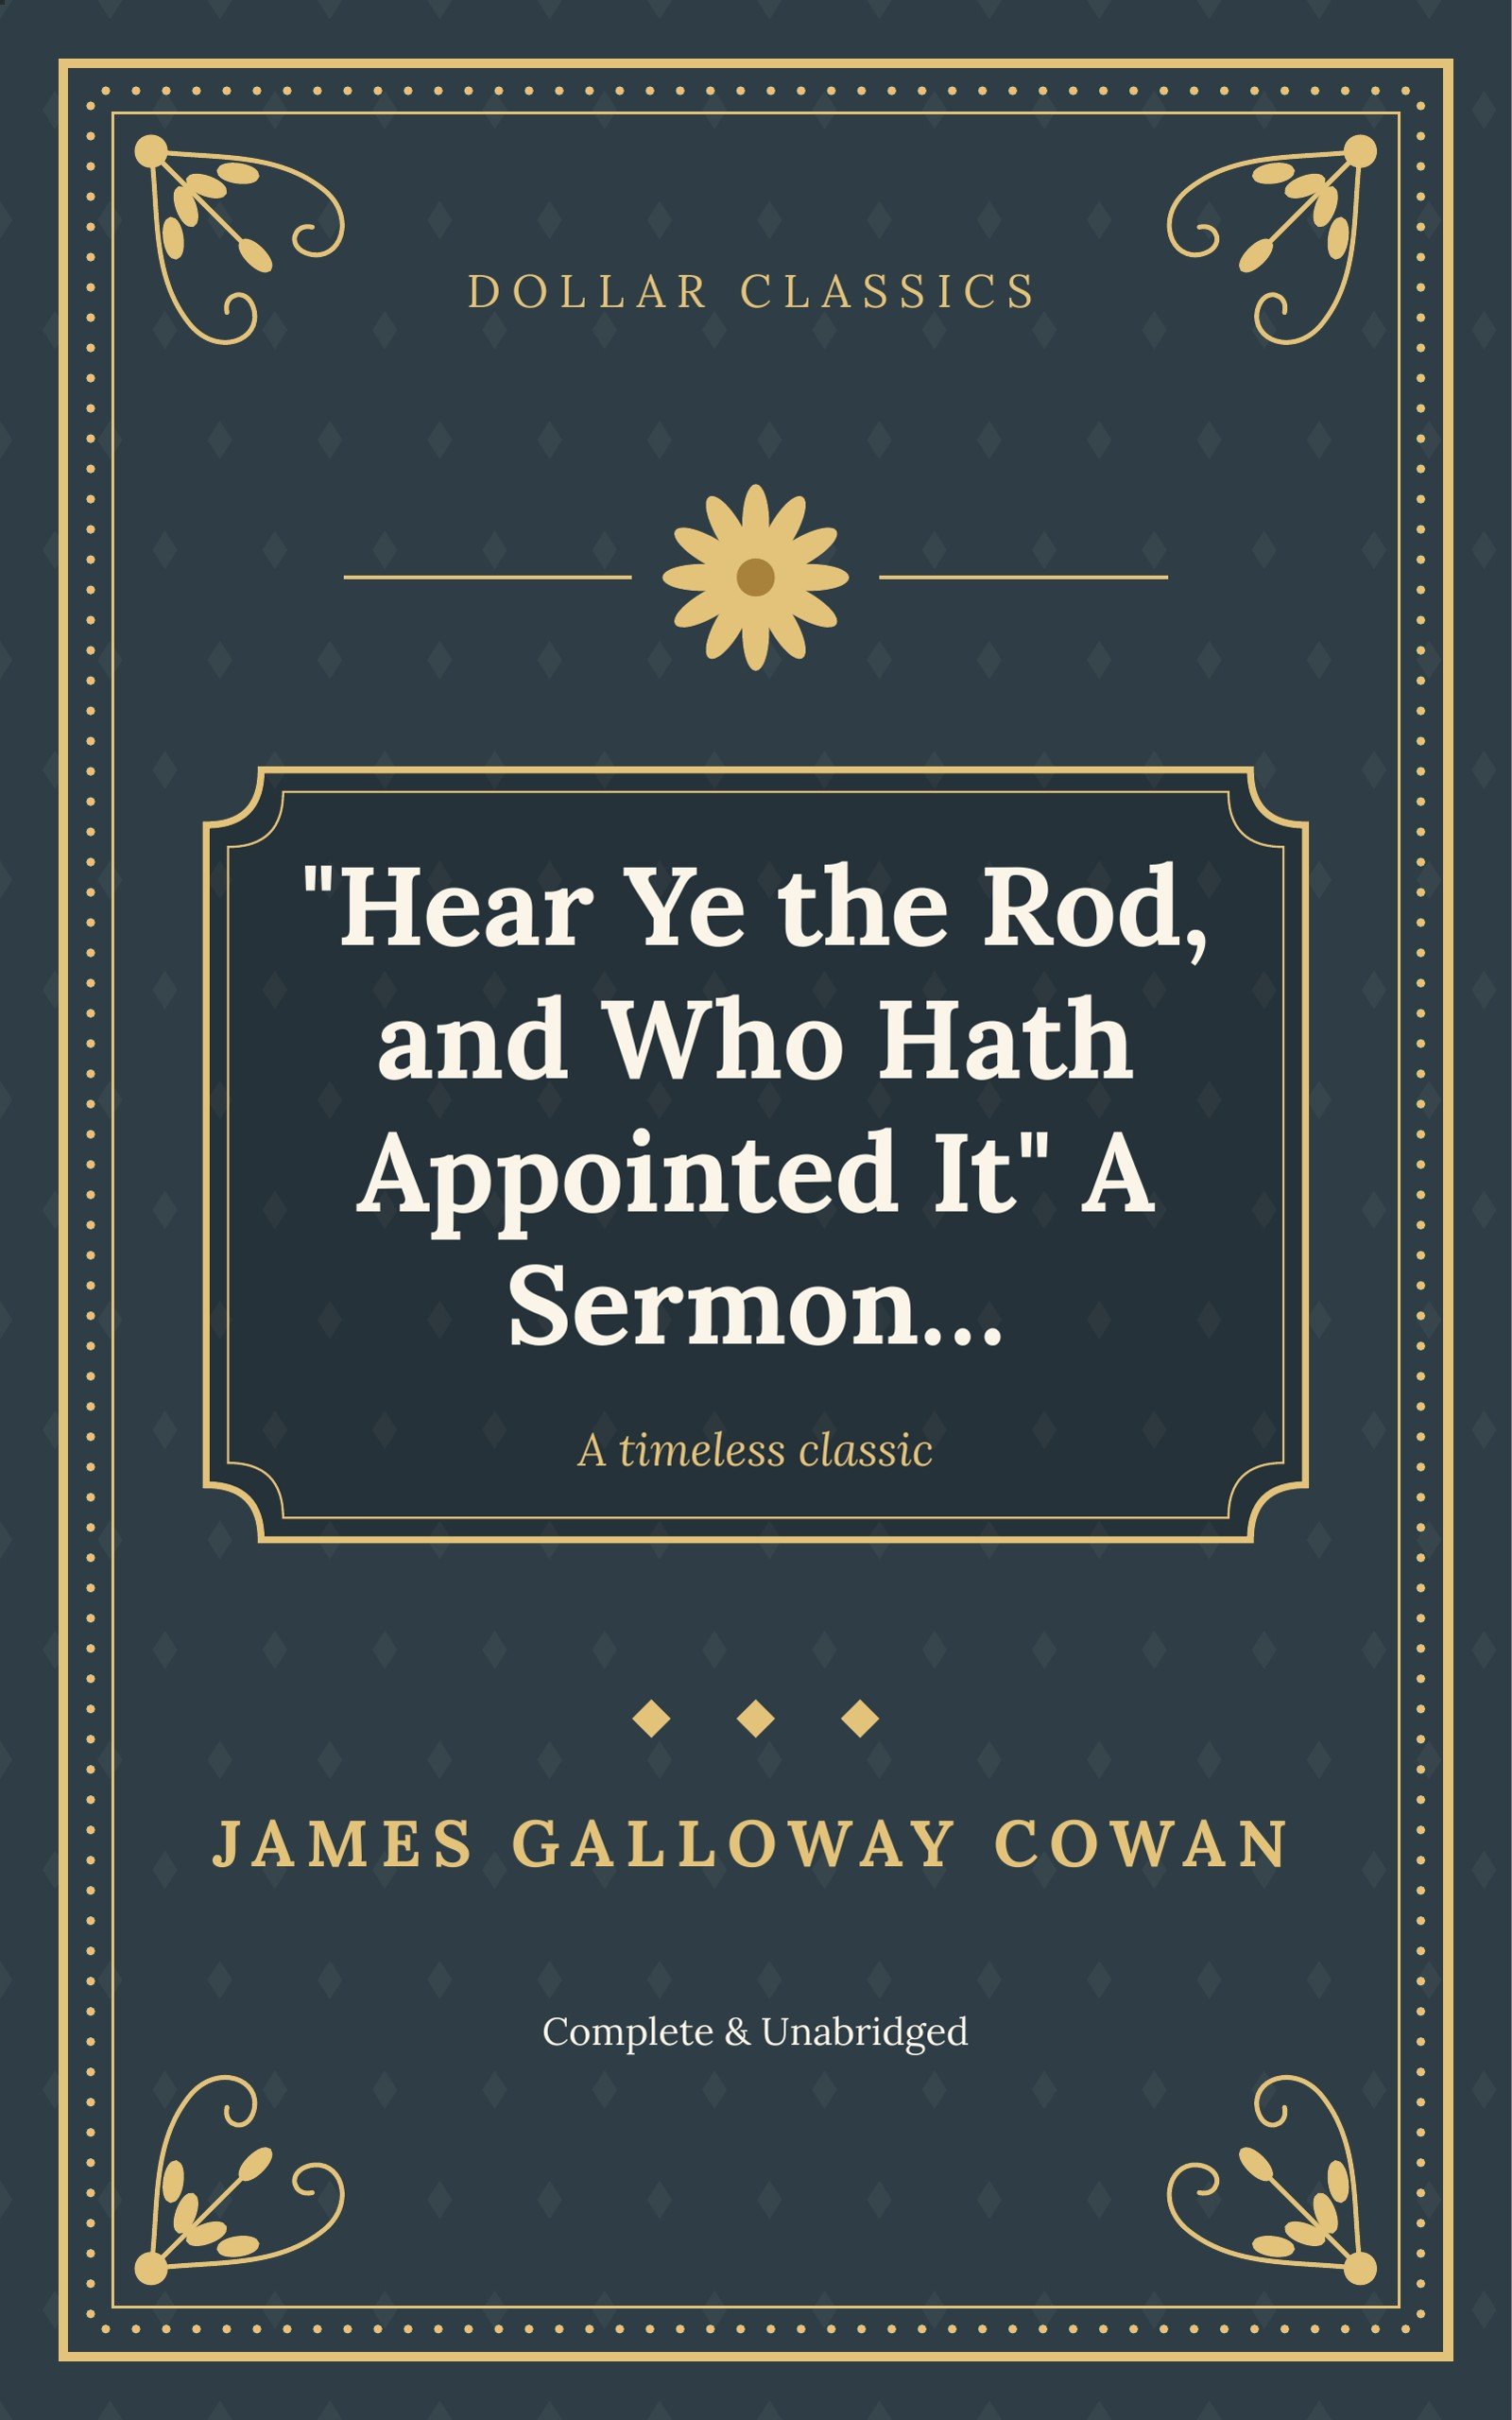 DOLLAR CLASSICS
"Hear Ye the Rod,
and Who Hath
Appointed It" A
Sermon...
A timeless classic
JAMES GALLOWAY COWAN
Complete & Unabridged